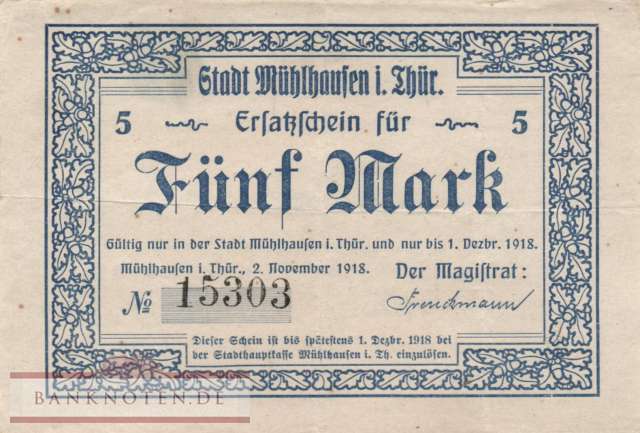 Stadt Mühlhausen i. Thür.
5 Ersatzschein für 5
Fünf Mark
Gültig nur in der Stadt Mühlhausen i. Thür. und nur bis 1. Dezbr. 1918.
Mühlhausen i. Thür., 2. November 1918. Der Magistrat:
№ 15303 Trenckmann
Dieser Schein ist bis spätestens 1. Dezbr. 1918 bei
der Stadthauptkasse Mühlhausen i. Th. einzulösen.
BANKNOTEN.DE